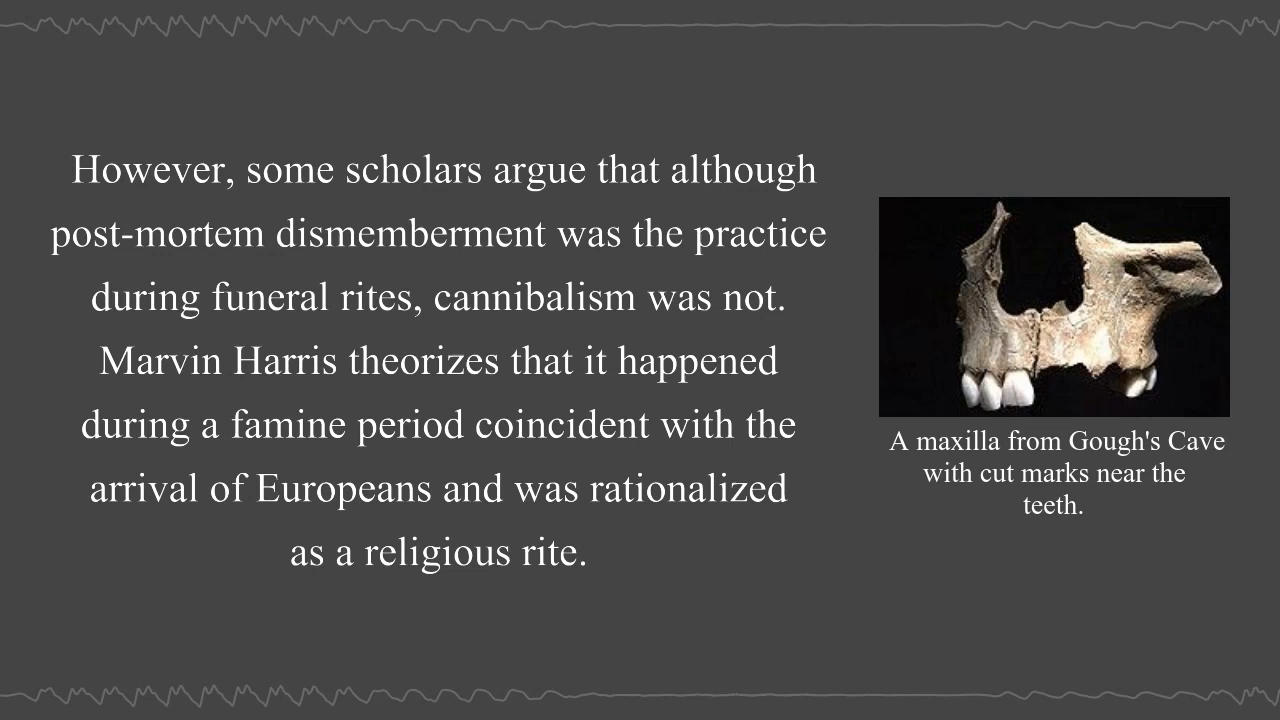 However, some scholars argue that although
post-mortem dismemberment was the practice
during funeral rites, cannibalism was not.
Marvin Harris theorizes that it happened
during a famine period coincident with the
arrival of Europeans and was rationalized
as a religious rite.
A maxilla from Gough's Cave
with cut marks near the
teeth.